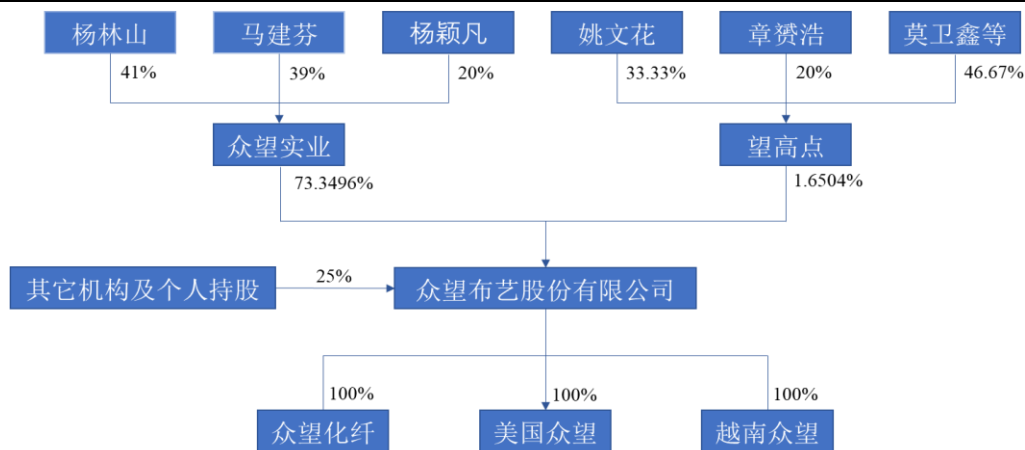 杨林山 马建芬 杨颖凡 姚文花 章赟浩 莫卫鑫等
41% 39% 20% 33.33% 20% 46.67%
众望实业 望高点
73.3496% 1.6504%
其它机构及个人持股 25% 众望布艺股份有限公司
100% 100% 100%
众望化纤 美国众望 越南众望